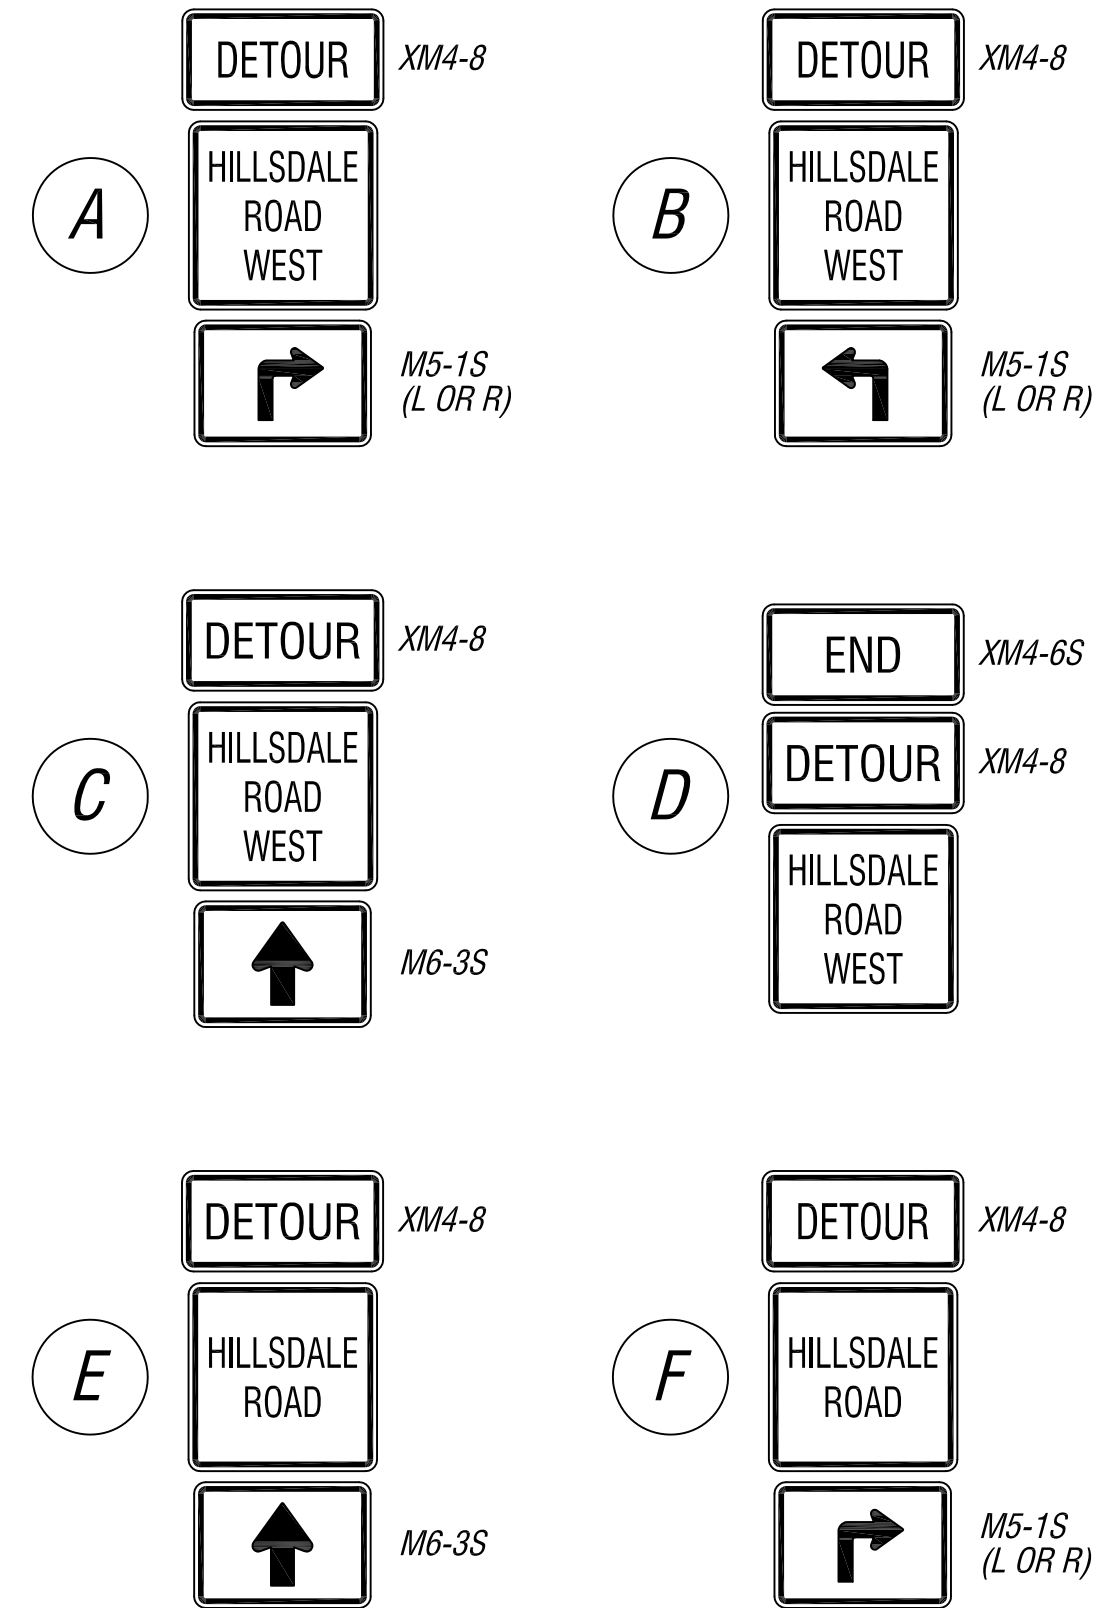 DETOUR XM4-8
A
HILLSDALE
ROAD
WEST
M5-1S
(L OR R)
DETOUR XM4-8
B
HILLSDALE
ROAD
WEST
M5-1S
(L OR R)
DETOUR XM4-8
C
HILLSDALE
ROAD
WEST
M6-3S
END XM4-6S
DETOUR XM4-8
D
HILLSDALE
ROAD
WEST
DETOUR XM4-8
E
HILLSDALE
ROAD
M6-3S
DETOUR XM4-8
F
HILLSDALE
ROAD
M5-1S
(L OR R)